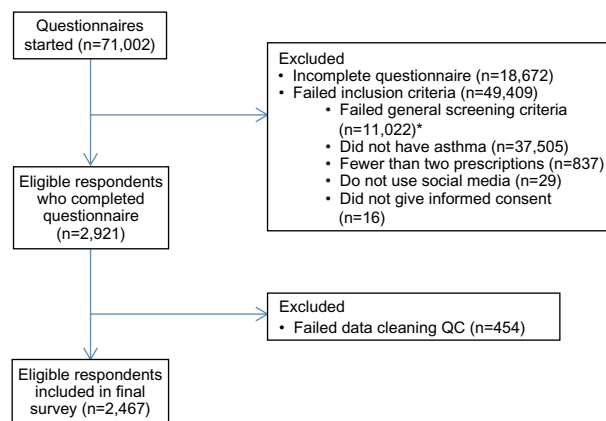 Questionnaires
started (n=71,002)
Excluded
• Incomplete questionnaire (n=18,672)
• Failed inclusion criteria (n=49,409)
• Failed general screening criteria
(n=11,022)*
• Did not have asthma (n=37,505)
• Fewer than two prescriptions (n=837)
• Do not use social media (n=29)
• Did not give informed consent
(n=16)
Eligible respondents
who completed
questionnaire
(n=2,921)
Excluded
• Failed data cleaning QC (n=454)
Eligible respondents
included in final
survey (n=2,467)